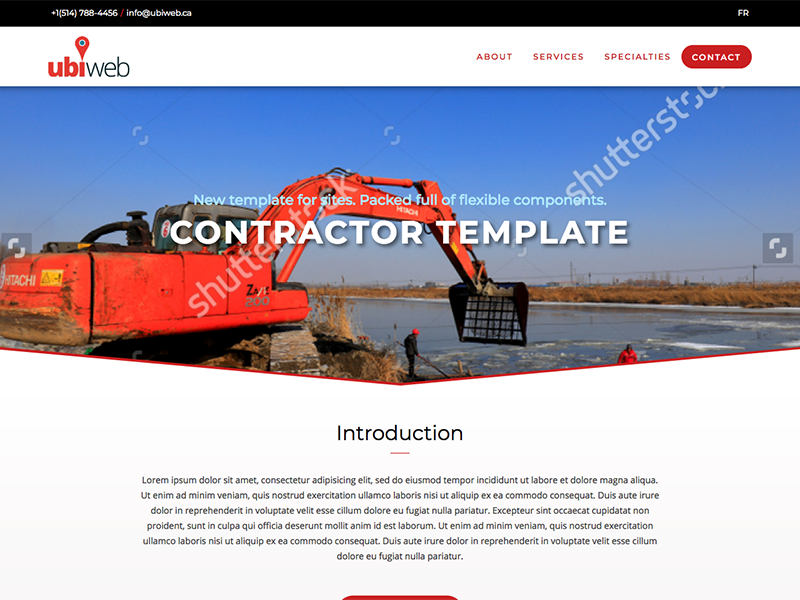 +1(514) 788-4456 / info@ubiweb.ca
FR
ubiweb
ABOUT
SERVICES
SPECIALTIES
CONTACT
shutterstock
shutterstock
New template for sites. Packed full of flexible components.
CONTRACTOR TEMPLATE
HITACHI
HITACHI
200
Introduction
Lorem ipsum dolor sit amet, consectetur adipisicing elit, sed do eiusmod tempor incididunt ut labore et dolore magna aliqua.
Ut enim ad minim veniam, quis nostrud exercitation ullamco laboris nisi ut aliquip ex ea commodo consequat. Duis aute irure
dolor in reprehenderit in voluptate velit esse cillum dolore eu fugiat nulla pariatur. Excepteur sint occaecat cupidatat non
proident, sunt in culpa qui officia deserunt mollit anim id est laborum. Ut enim ad minim veniam, quis nostrud exercitation
ullamco laboris nisi ut aliquip ex ea commodo consequat. Duis aute irure dolor in reprehenderit in voluptate velit esse cillum
dolore eu fugiat nulla pariatur.